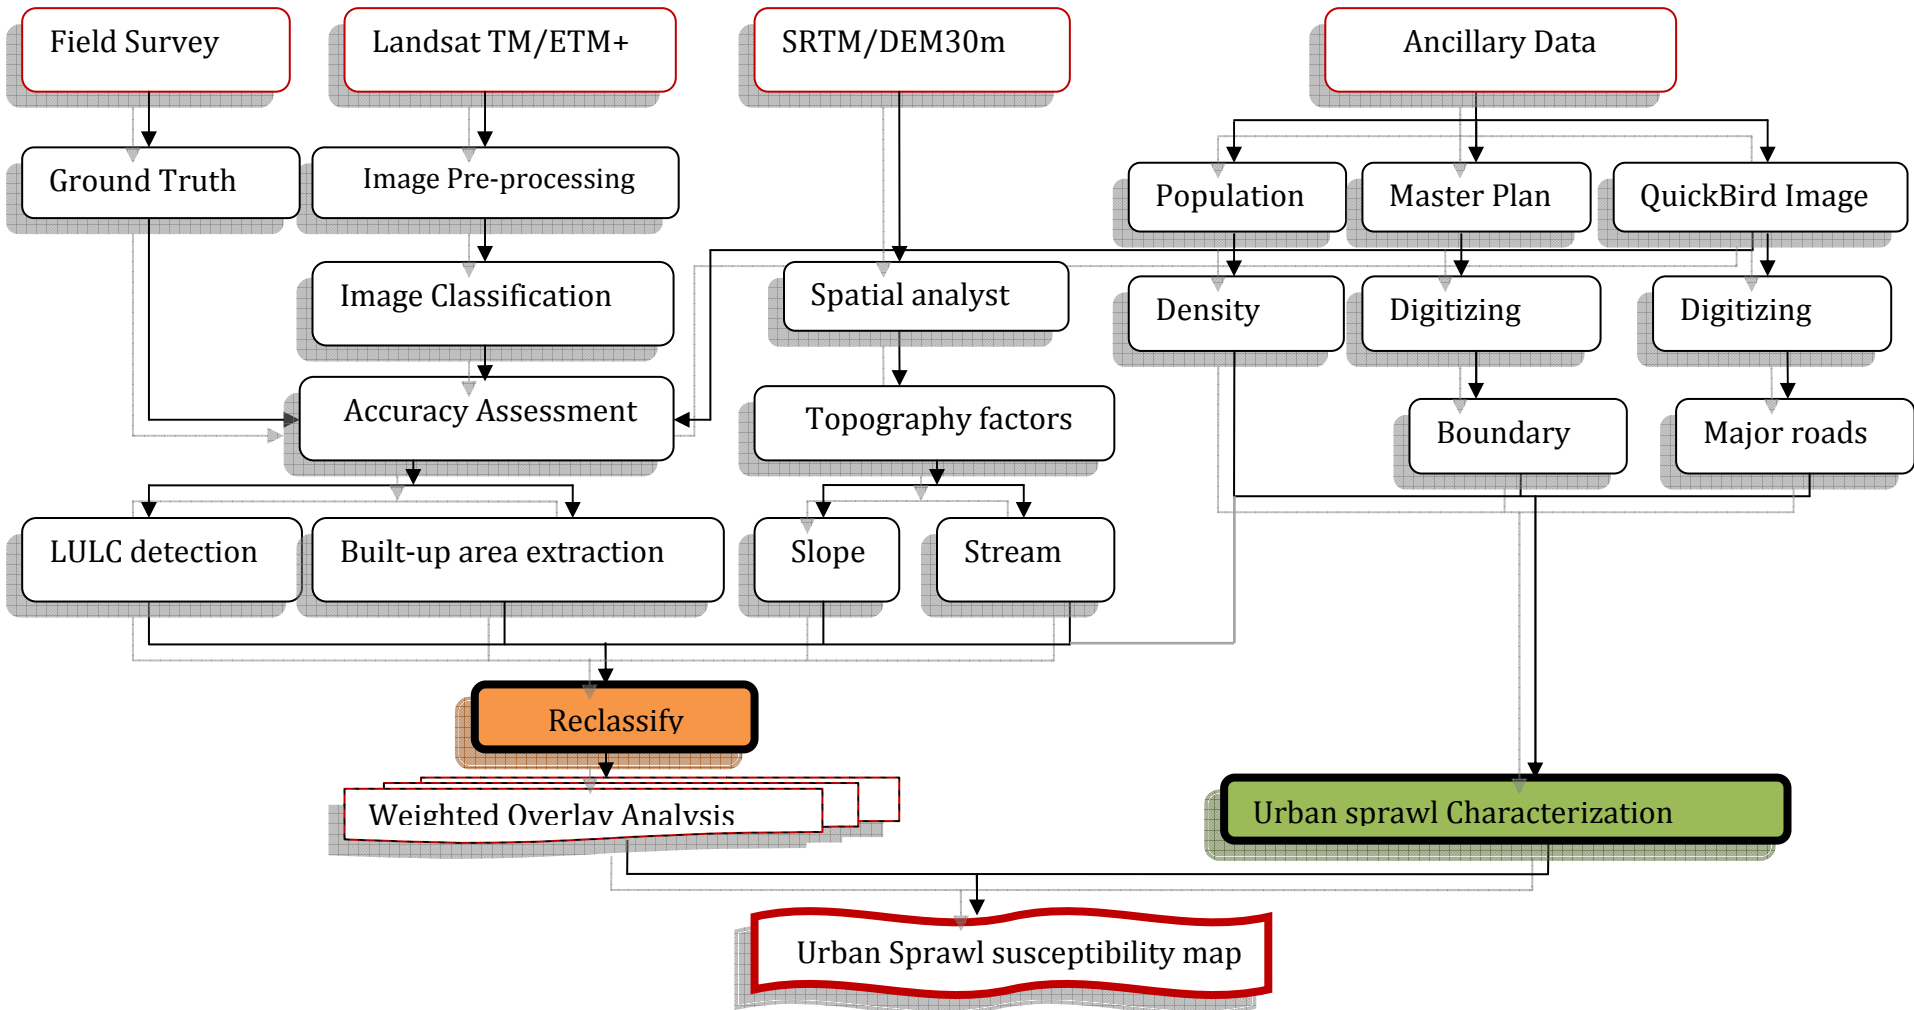 Field Survey
Landsat TM/ETM+
SRTM/DEM30m
Ancillary Data
Ground Truth
Image Pre-processing
Population
Master Plan
QuickBird Image
Image Classification
Spatial analyst
Density
Digitizing
Digitizing
Accuracy Assessment
Topography factors
Boundary
Major roads
LULC detection
Built-up area extraction
Slope
Stream
Reclassify
Weighted Overlay Analysis
Urban sprawl Characterization
Urban Sprawl susceptibility map